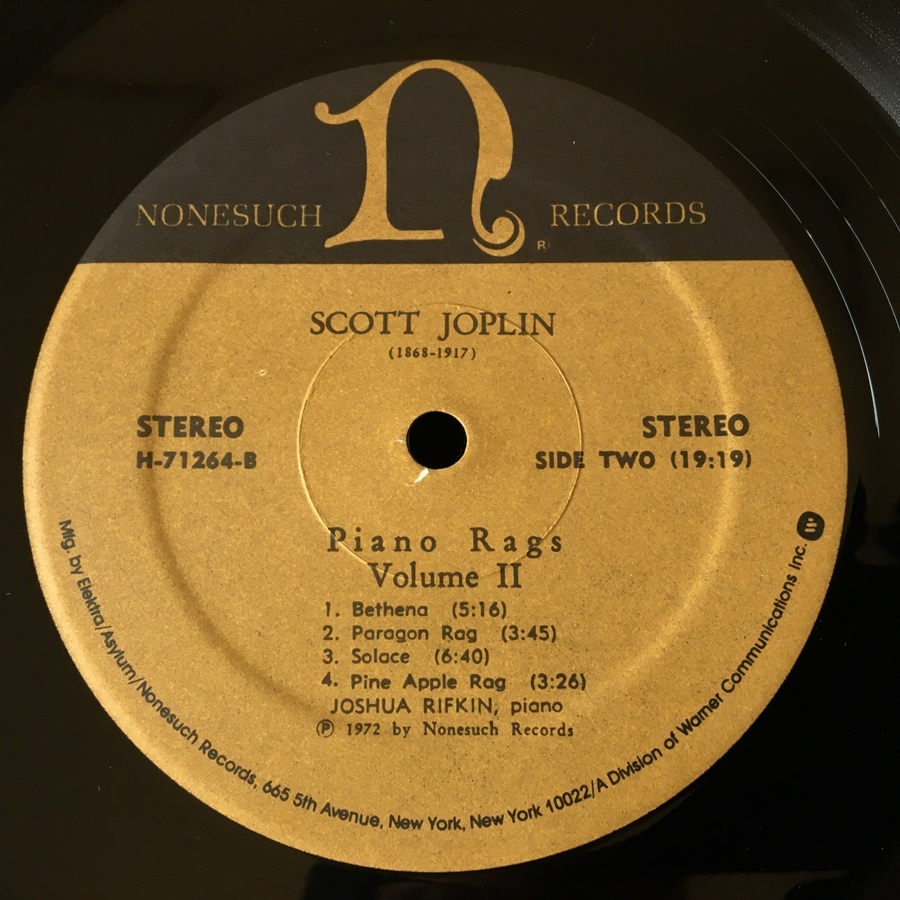 n
NONESUCH RECORDS
R
SCOTT JOPLIN
(1868-1917)
STEREO STEREO
H-71264-B SIDE TWO (19:19)
Piano Rags
Volume II
1. Bethena (5:16)
2. Paragon Rag (3:45)
3. Solace (6:40)
4. Pine Apple Rag (3:26)
JOSHUA RIFKIN, piano
Ⓟ 1972 by Nonesuch Records
Mfg. by Elektra/Asylum/Nonesuch Records, 665 5th Avenue, New York, New York 10022/A Division of Warner Communications Inc.